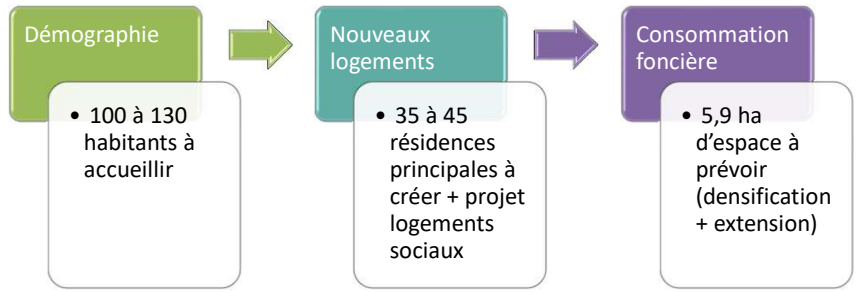 Démographie
• 100 à 130
habitants à
accueillir
Nouveaux
logements
• 35 à 45
résidences
principales à
créer + projet
logements
sociaux
Consommation
foncière
• 5,9 ha
d’espace à
prévoir
(densification
+ extension)